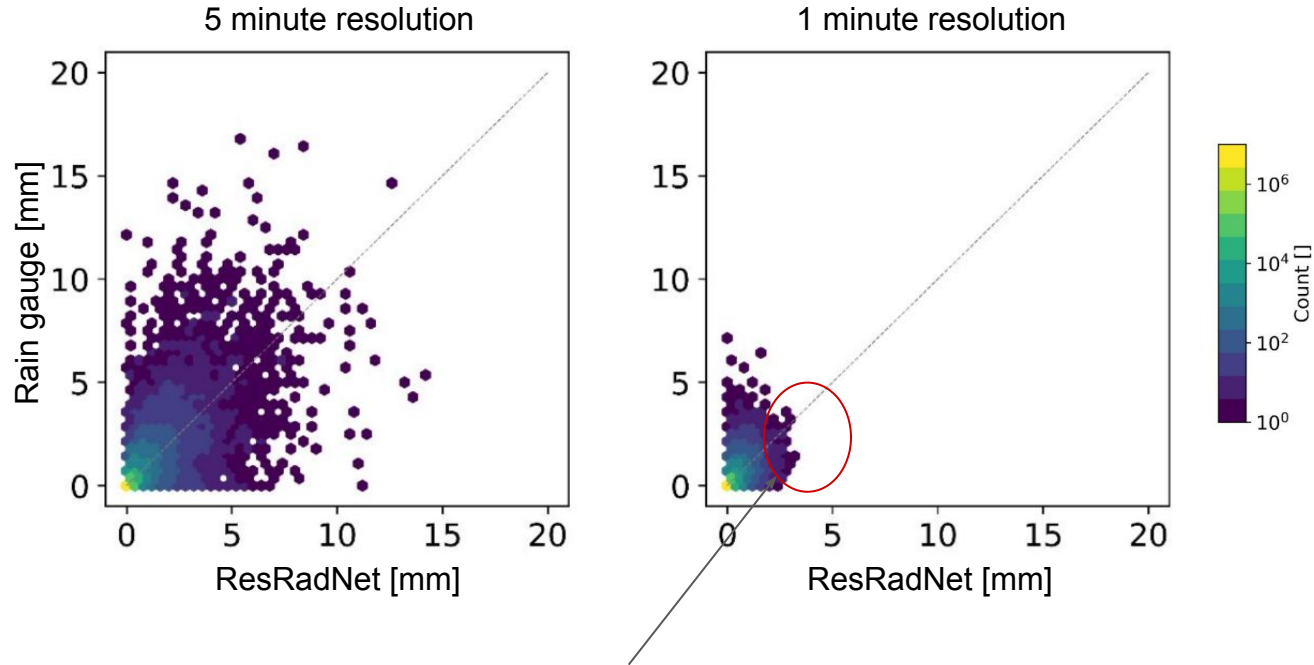 5 minute resolution
1 minute resolution
Rain gauge [mm]
20
15
10
5
0
0 5 10 15 20
ResRadNet [mm]
20
15
10
5
0
0 5 10 15 20
ResRadNet [mm]
10⁶
10⁴
10²
10⁰
Count []